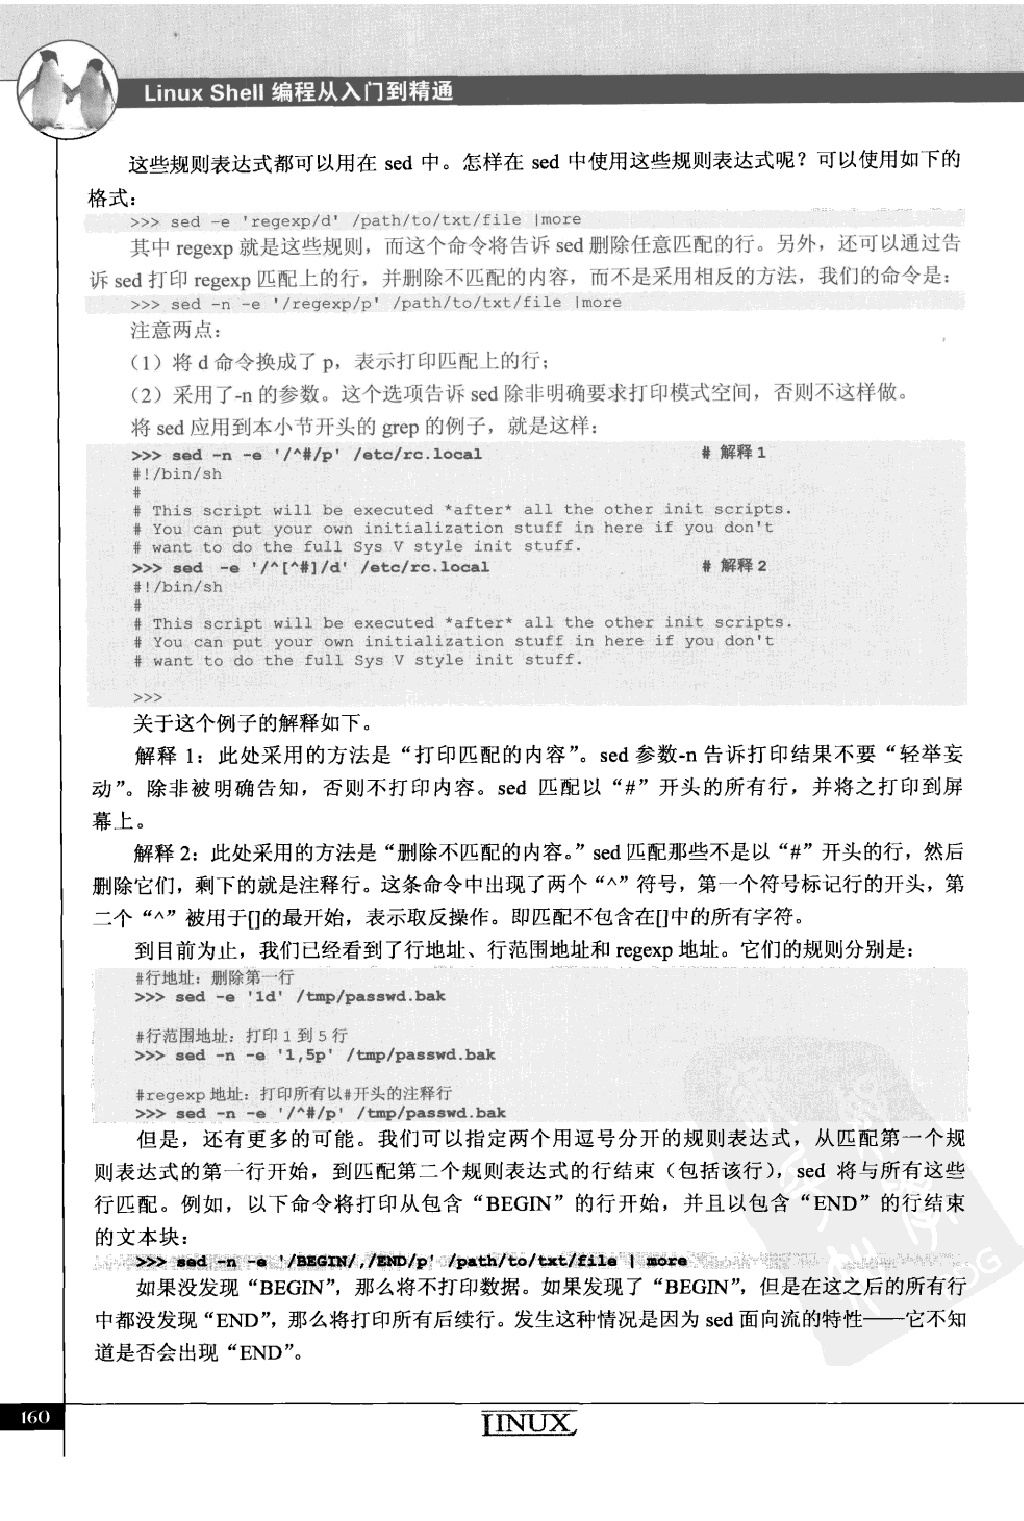 Linux Shell 编程从入门到精通
这些规则表达式都可以用在 sed 中。怎样在 sed 中使用这些规则表达式呢？可以使用如下的
格式：
>>> sed -e 'regexp/d' /path/to/txt/file |more
其中 regexp 就是这些规则，而这个命令将告诉 sed 删除任意匹配的行。另外，还可以通过告
诉 sed 打印 regexp 匹配上的行，并删除不匹配的内容，而不是采用相反的方法，我们的命令是：
>>> sed -n -e '/regexp/p' /path/to/txt/file |more
注意两点：
（1）将 d 命令换成了 p，表示打印匹配上的行；
（2）采用了-n 的参数。这个选项告诉 sed 除非明确要求打印模式空间，否则不这样做。
将 sed 应用到本小节开头的 grep 的例子，就是这样：
>>> sed -n -e '/^#/p' /etc/rc.local # 解释 1
#!/bin/sh
#
# This script will be executed *after* all the other init scripts.
# You can put your own initialization stuff in here if you don't
# want to do the full Sys V style init stuff.
>>> sed -e '/^[^#]/d' /etc/rc.local # 解释 2
#!/bin/sh
#
# This script will be executed *after* all the other init scripts.
# You can put your own initialization stuff in here if you don't
# want to do the full Sys V style init stuff.
>>>
关于这个例子的解释如下。
解释 1：此处采用的方法是“打印匹配的内容”。sed 参数-n 告诉打印结果不要“轻举妄
动”。除非被明确告知，否则不打印内容。sed 匹配以“#”开头的所有行，并将之打印到屏
幕上。
解释 2：此处采用的方法是“删除不匹配的内容。”sed 匹配那些不是以“#”开头的行，然后
删除它们，剩下的就是注释行。这条命令中出现了两个“^”符号，第一个符号标记行的开头，第
二个“^”被用于[]的最开始，表示取反操作。即匹配不包含在[]中的所有字符。
到目前为止，我们已经看到了行地址、行范围地址和 regexp 地址。它们的规则分别是：
#行地址：删除第一行
>>> sed -e '1d' /tmp/passwd.bak
#行范围地址：打印 1 到 5 行
>>> sed -n -e '1,5p' /tmp/passwd.bak
#regexp 地址：打印所有以#开头的注释行
>>> sed -n -e '/^#/p' /tmp/passwd.bak
但是，还有更多的可能。我们可以指定两个用逗号分开的规则表达式，从匹配第一个规
则表达式的第一行开始，到匹配第二个规则表达式的行结束（包括该行），sed 将与所有这些
行匹配。例如，以下命令将打印从包含“BEGIN”的行开始，并且以包含“END”的行结束
的文本块：
>>> sed -n -e '/BEGIN/,/END/p' /path/to/txt/file | more
如果没发现“BEGIN”，那么将不打印数据。如果发现了“BEGIN”，但是在这之后的所有行
中都没发现“END”，那么将打印所有后续行。发生这种情况是因为 sed 面向流的特性——它不知
道是否会出现“END”。
160
LINUX